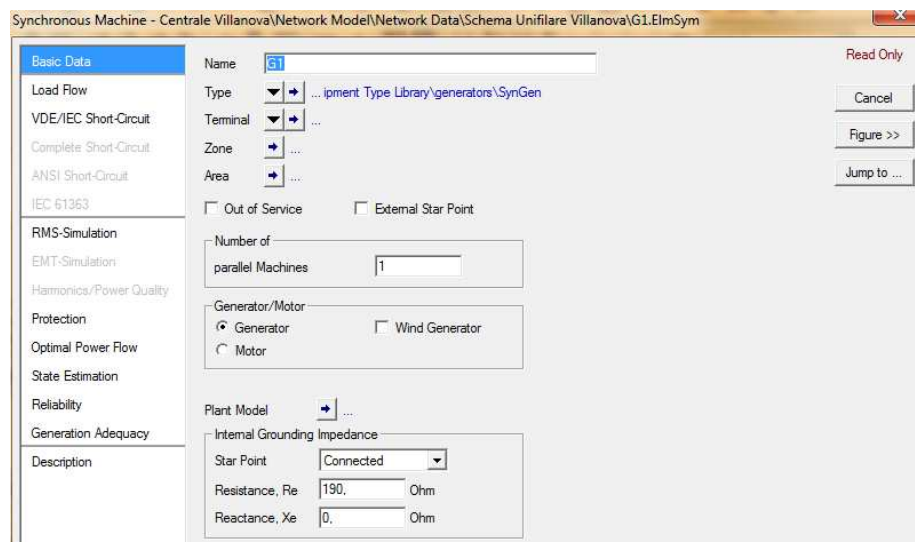 Synchronous Machine - Centrale Villanova\Network Model\Network Data\Schema Unifilare Villanova\G1.ElmSym
Basic Data
Load Flow
VDE/IEC Short-Circuit
Complete Short-Circuit
ANSI Short-Circuit
IEC 61363
RMS-Simulation
EMT-Simulation
Harmonics/Power Quality
Protection
Optimal Power Flow
State Estimation
Reliability
Generation Adequacy
Description
Name G1
Type ... ipment Type Library\generators\SynGen
Terminal ...
Zone ...
Area ...
Out of Service External Star Point
Number of
parallel Machines 1
Generator/Motor
Generator Wind Generator
Motor
Plant Model ...
Internal Grounding Impedance
Star Point Connected
Resistance, Re 190, Ohm
Reactance, Xe 0, Ohm
Read Only
Cancel
Figure >>
Jump to ...